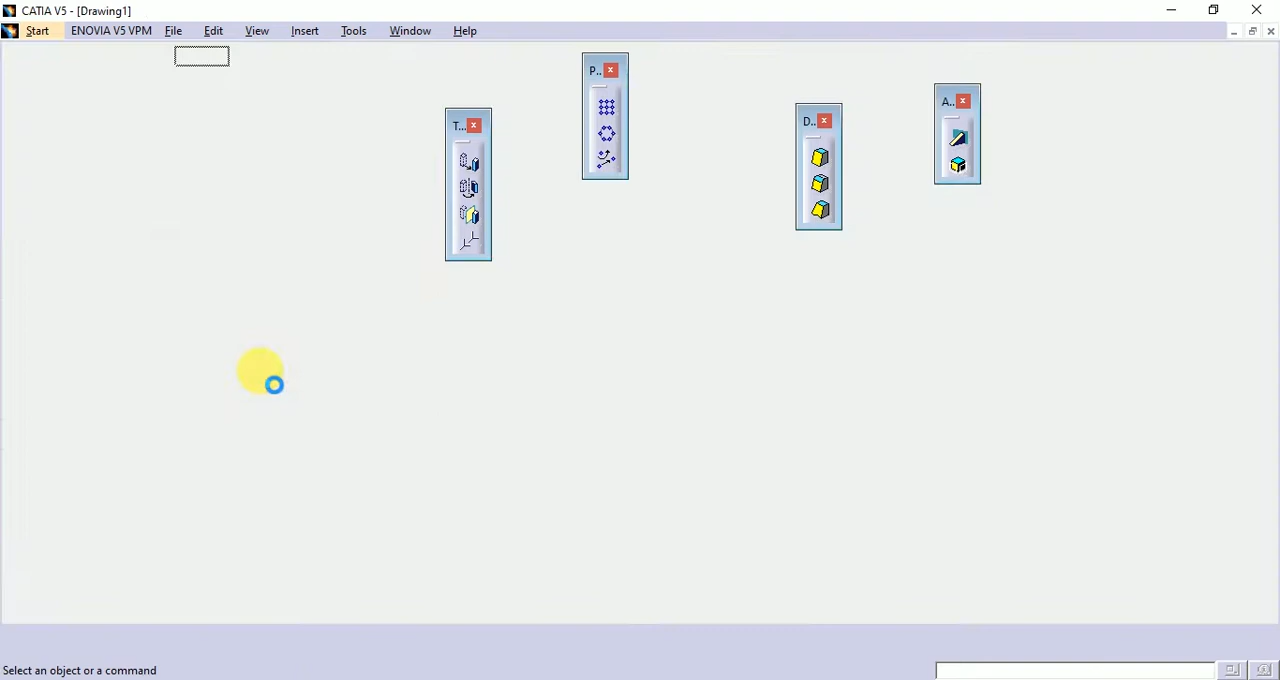 CATIA V5 - [Drawing1]
Start ENOVIA V5 VPM File Edit View Insert Tools Window Help
P..
T...
D..
A..
Select an object or a command